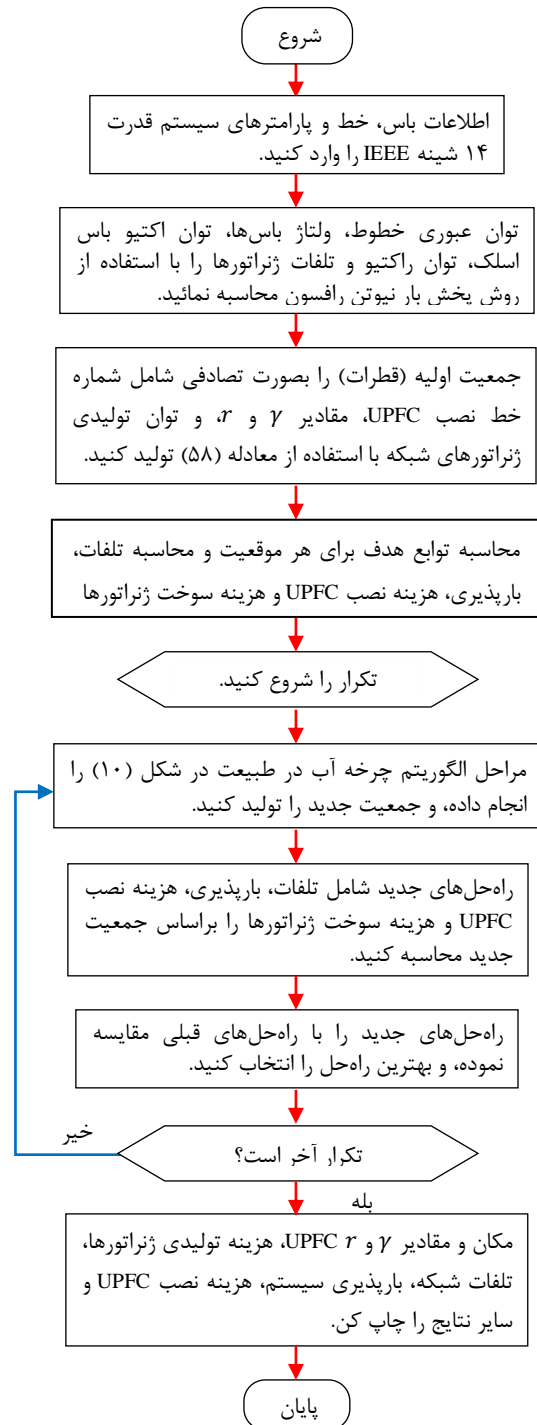 شروع
اطلاعات باس، خط و پارامترهای سیستم قدرت
۱۴ شینه IEEE را وارد کنید.
توان عبوری خطوط، ولتاژ باس‌ها، توان اکتیو باس
اسلک، توان راکتیو و تلفات ژنراتورها را با استفاده از
روش پخش بار نیوتن رافسون محاسبه نمائید.
جمعیت اولیه (قطرات) را بصورت تصادفی شامل شماره
خط نصب UPFC، مقادیر γ و r، و توان تولیدی
ژنراتورهای شبکه با استفاده از معادله (۵۸) تولید کنید.
محاسبه توابع هدف برای هر موقعیت و محاسبه تلفات،
بارپذیری، هزینه نصب UPFC و هزینه سوخت ژنراتورها
تکرار را شروع کنید.
مراحل الگوریتم چرخه آب در طبیعت در شکل (۱۰) را
انجام داده، و جمعیت جدید را تولید کنید.
راه‌حل‌های جدید شامل تلفات، بارپذیری، هزینه نصب
UPFC و هزینه سوخت ژنراتورها را براساس جمعیت
جدید محاسبه کنید.
راه‌حل‌های جدید را با راه‌حل‌های قبلی مقایسه
نموده، و بهترین راه‌حل را انتخاب کنید.
خیر
تکرار آخر است؟
بله
مکان و مقادیر γ و r UPFC، هزینه تولیدی ژنراتورها،
تلفات شبکه، بارپذیری سیستم، هزینه نصب UPFC و
سایر نتایج را چاپ کن.
پایان